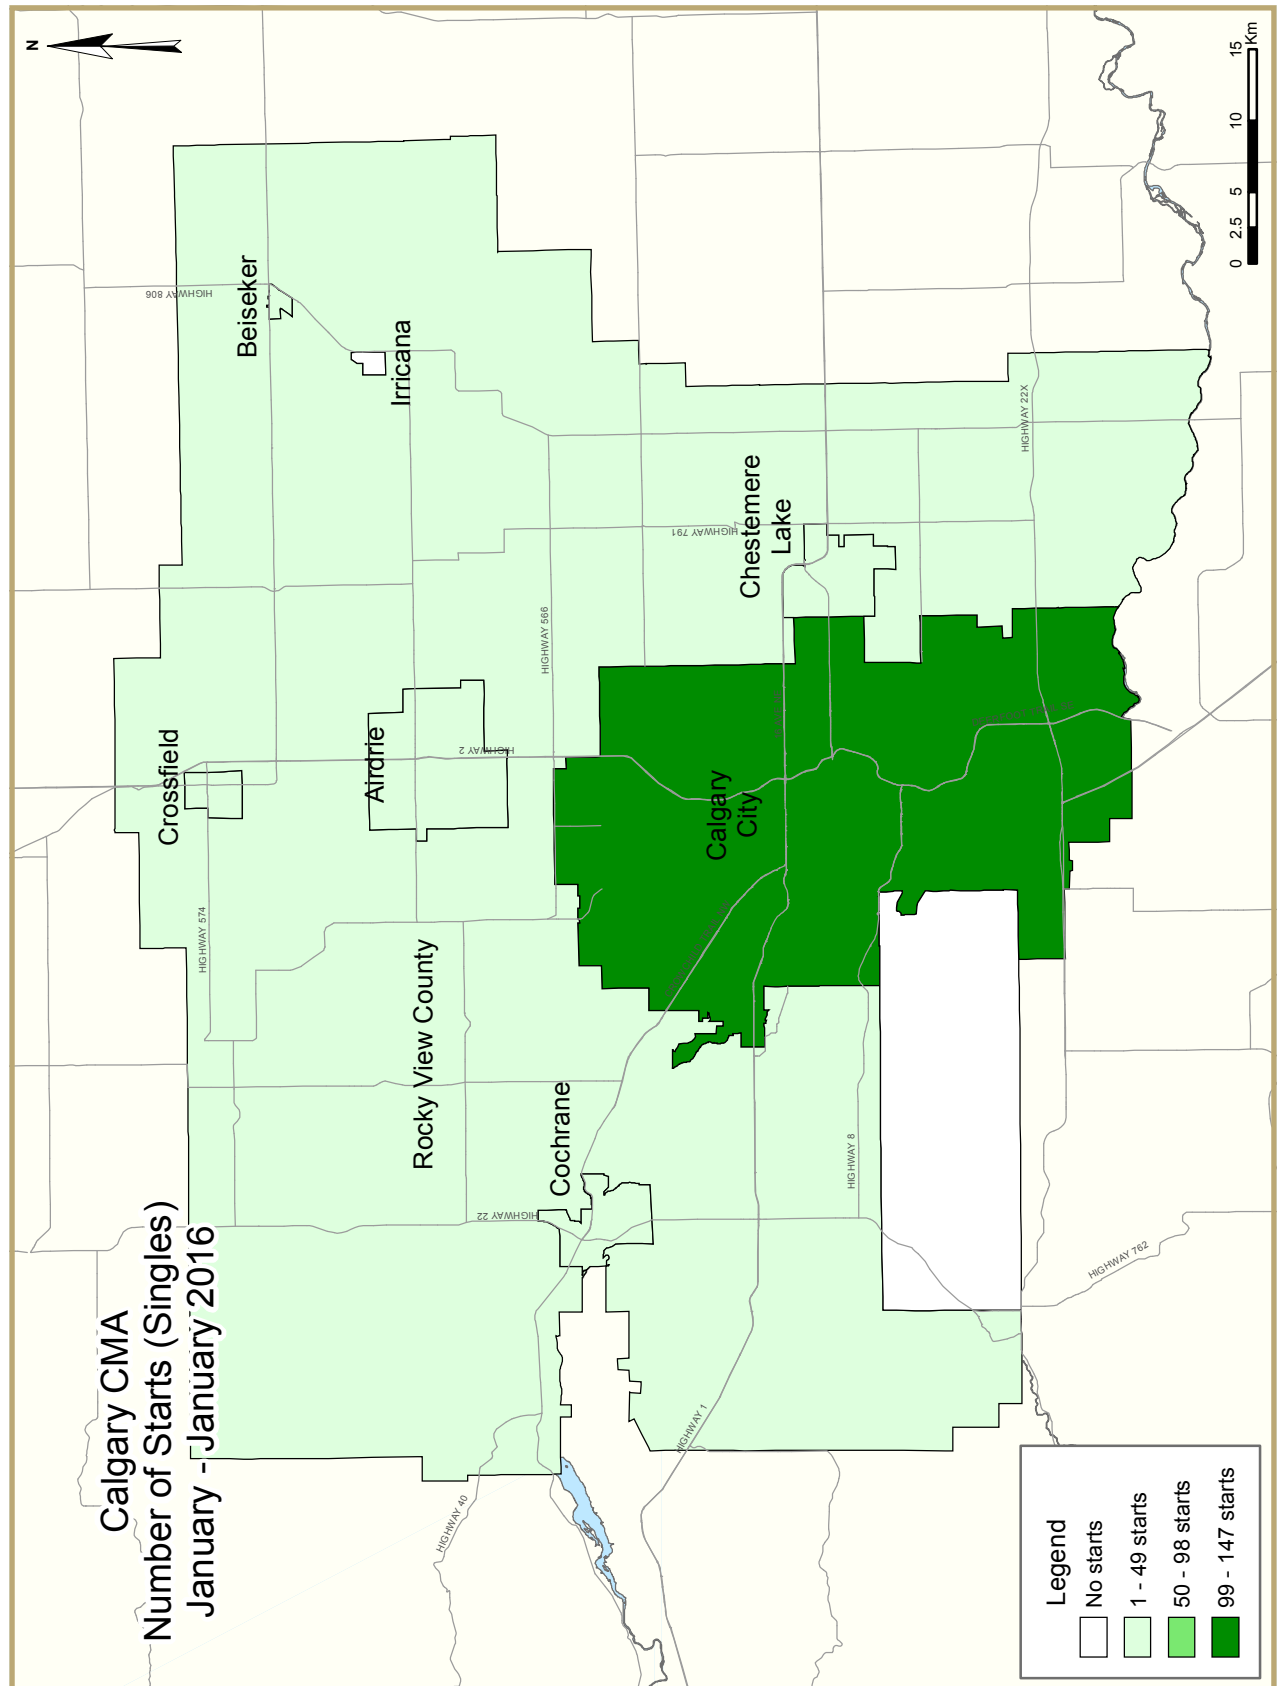 Calgary CMA
Number of Starts (Singles)
January - January 2016
N
Crossfield
Beiseker
Irricana
Airdrie
Rocky View County
Cochrane
Calgary
City
Chestemere
Lake
HIGHWAY 806
HIGHWAY 574
HIGHWAY 2
HIGHWAY 566
HIGHWAY 791
HIGHWAY 22X
HIGHWAY 22
HIGHWAY 8
HIGHWAY 1
HIGHWAY 40
HIGHWAY 762
Legend
No starts
1 - 49 starts
50 - 98 starts
99 - 147 starts
0 2.5 5 10 15
Km